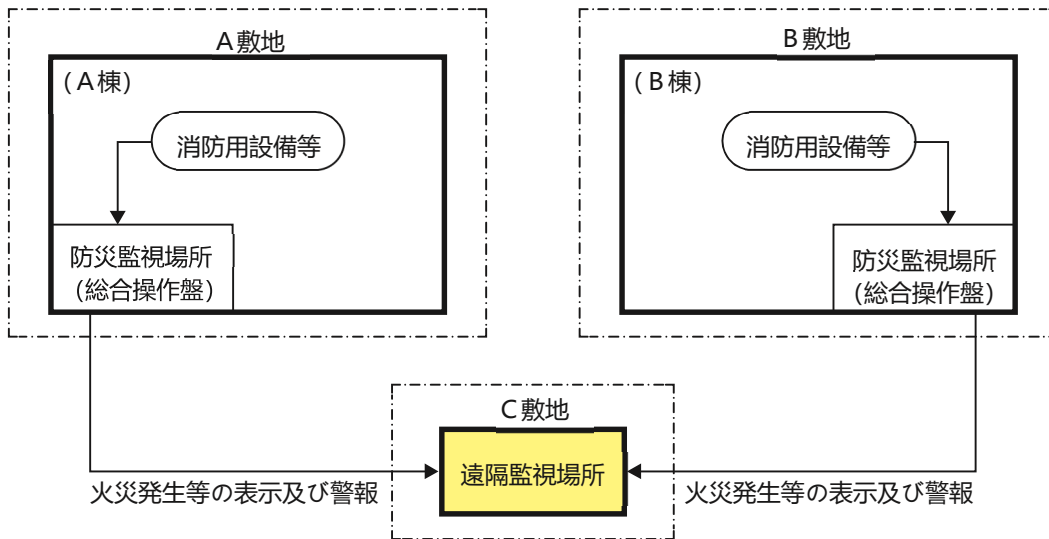 A敷地
(A棟)
消防用設備等
防災監視場所
(総合操作盤)
B敷地
(B棟)
消防用設備等
防災監視場所
(総合操作盤)
C敷地
遠隔監視場所
火災発生等の表示及び警報
火災発生等の表示及び警報